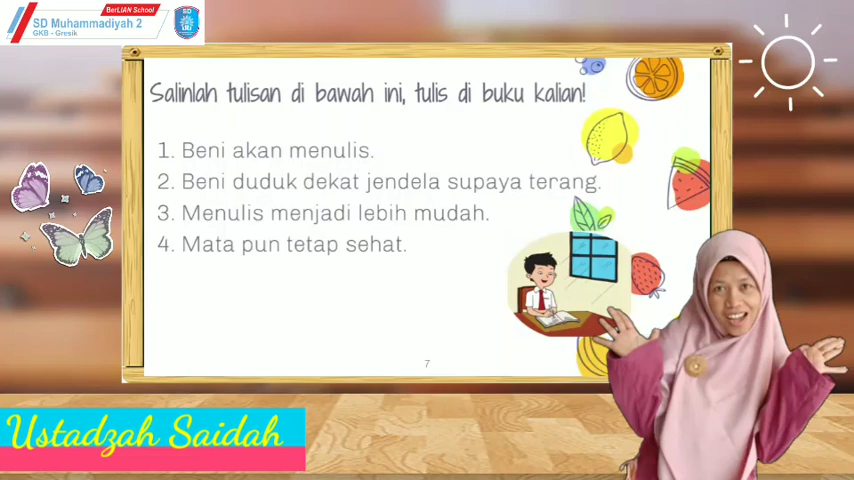 BerLIAN School
SD Muhammadiyah 2
GKB - Gresik
Salinlah tulisan di bawah ini, tulis di buku kalian!
1. Beni akan menulis.
2. Beni duduk dekat jendela supaya terang.
3. Menulis menjadi lebih mudah.
4. Mata pun tetap sehat.
7
Ustadzah Saidah